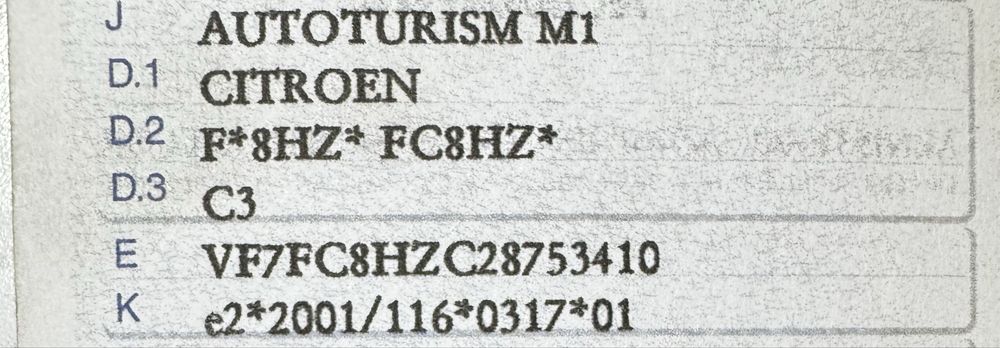 J AUTOTURISM M1
D.1 CITROEN
D.2 F*8HZ* FC8HZ*
D.3 C3
E VF7FC8HZC28753410
K e2*2001/116*0317*01